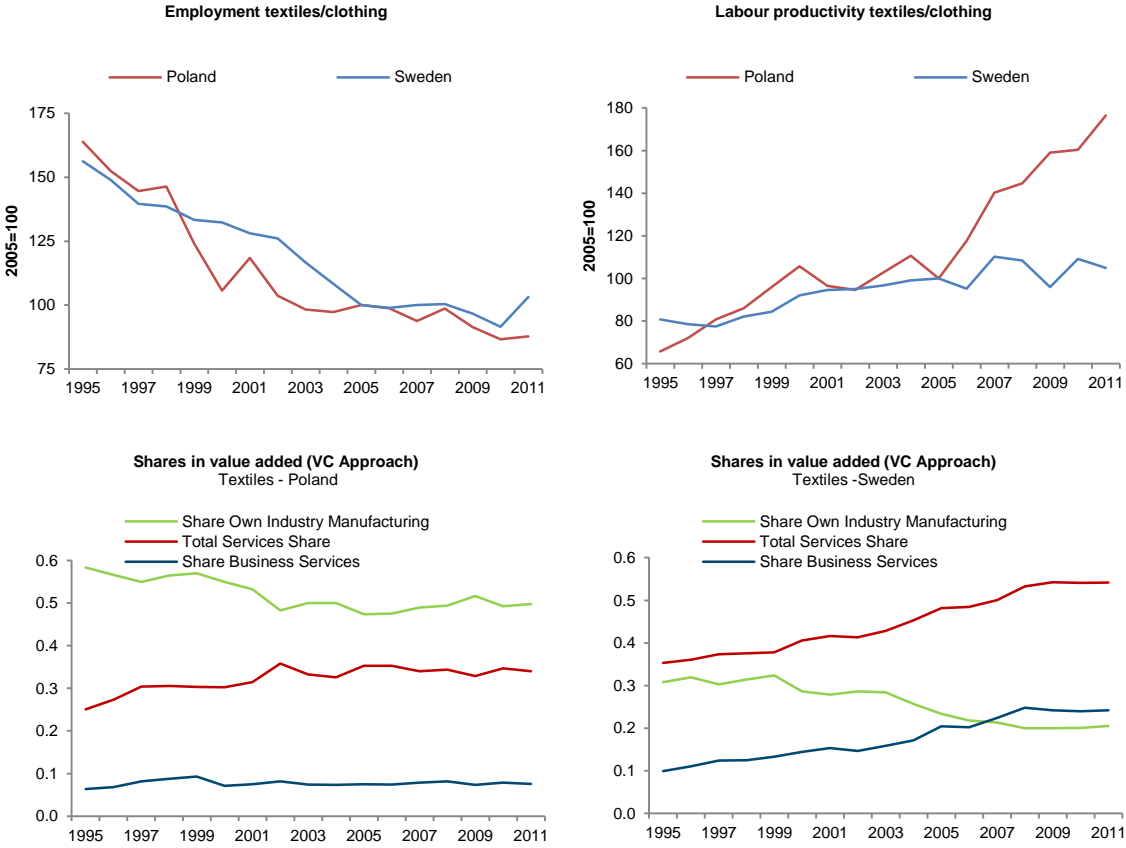 Employment textiles/clothing
Poland
Sweden
2005=100
175
150
125
100
75
1995 1997 1999 2001 2003 2005 2007 2009 2011
Labour productivity textiles/clothing
Poland
Sweden
2005=100
180
160
140
120
100
80
60
1995 1997 1999 2001 2003 2005 2007 2009 2011
Shares in value added (VC Approach)
Textiles - Poland
Share Own Industry Manufacturing
Total Services Share
Share Business Services
0.6
0.5
0.4
0.3
0.2
0.1
0.0
1995 1997 1999 2001 2003 2005 2007 2009 2011
Shares in value added (VC Approach)
Textiles -Sweden
Share Own Industry Manufacturing
Total Services Share
Share Business Services
0.6
0.5
0.4
0.3
0.2
0.1
0.0
1995 1997 1999 2001 2003 2005 2007 2009 2011